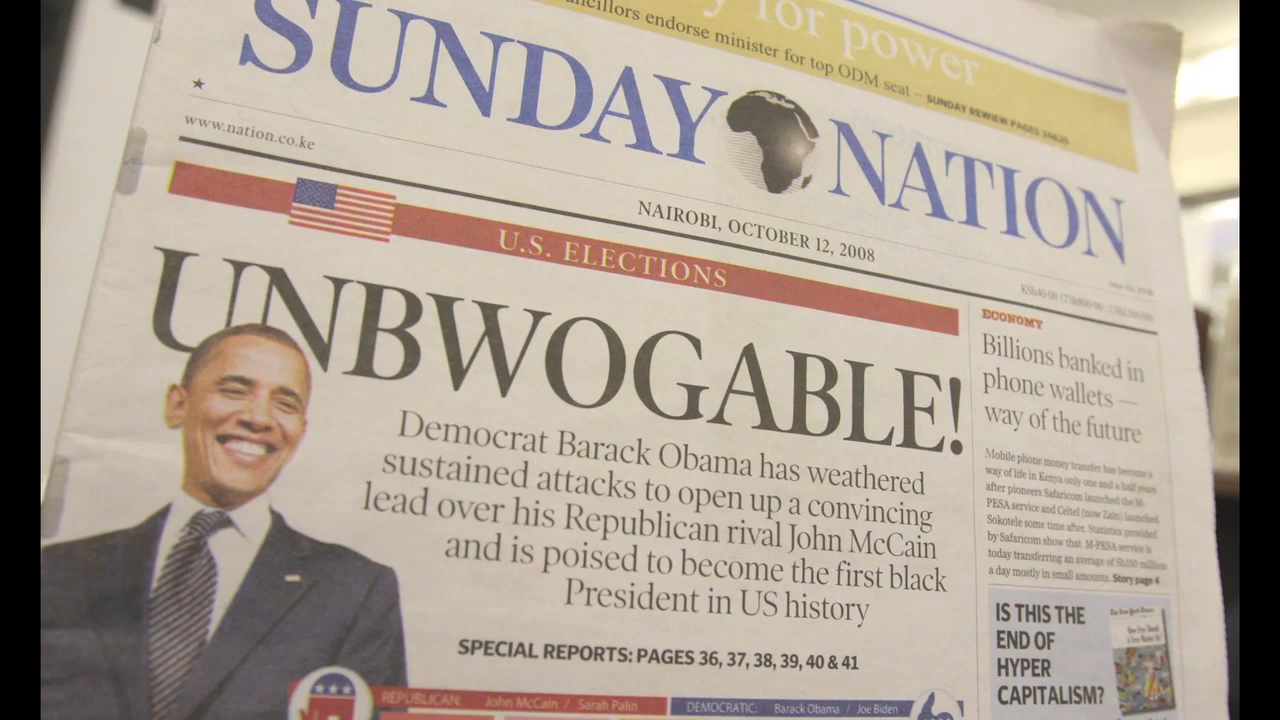 for power
endorse minister for top ODM seat — SUNDAY REVIEW PAGES
SUNDAY NATION
www.nation.co.ke
NAIROBI, OCTOBER 12, 2008
U.S. ELECTIONS
UNBWOGABLE!
Democrat Barack Obama has weathered
sustained attacks to open up a convincing
lead over his Republican rival John McCain
and is poised to become the first black
President in US history
SPECIAL REPORTS: PAGES 36, 37, 38, 39, 40 & 41
REPUBLICAN: John McCain / Sarah Palin
DEMOCRATIC: Barack Obama / Joe Biden
ECONOMY
Billions banked in
phone wallets —
way of the future
Mobile phone money transfer has become a
way of life in Kenya only one and a half years
after pioneers Safaricom launched the M-
PESA service and Celtel (now Zain) launched
Sokotele some time after. Statistics provided
by Safaricom show that M-PESA service is
today transferring an average of Sh150 million
a day mostly in small amounts. Story page 4
IS THIS THE
END OF
HYPER
CAPITALISM?